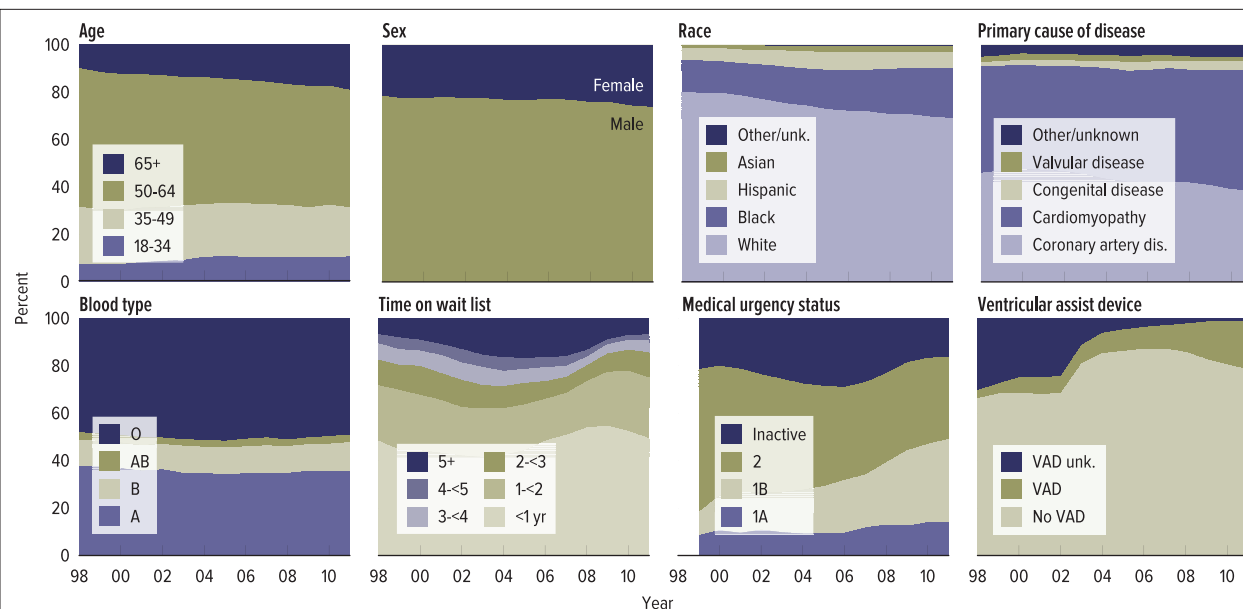 Age
Sex
Race
Primary cause of disease
100
80
60
40
20
0
65+
50-64
35-49
18-34
Female
Male
Other/unk.
Asian
Hispanic
Black
White
Other/unknown
Valvular disease
Congenital disease
Cardiomyopathy
Coronary artery dis.
Percent
Blood type
Time on wait list
Medical urgency status
Ventricular assist device
100
80
60
40
20
0
O
AB
B
A
5+
4-<5
3-<4
2-<3
1-<2
<1 yr
Inactive
2
1B
1A
VAD unk.
VAD
No VAD
98 00 02 04 06 08 10
98 00 02 04 06 08 10
98 00 02 04 06 08 10
98 00 02 04 06 08 10
Year